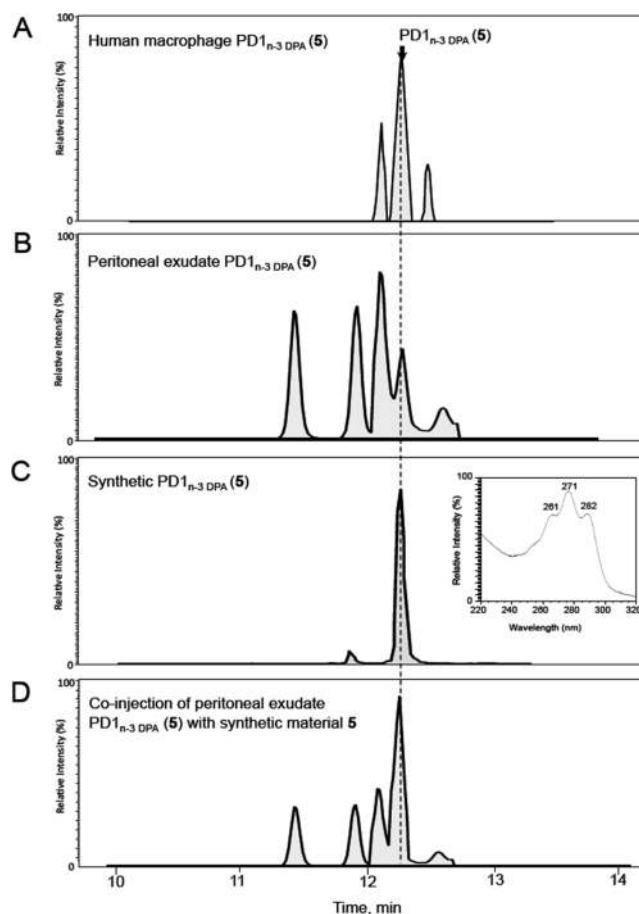 A
100
Human macrophage PD1n-3 DPA (5)
PD1n-3 DPA (5)
Relative Intensity (%)
0
B
100
Peritoneal exudate PD1n-3 DPA (5)
Relative Intensity (%)
0
C
100
Synthetic PD1n-3 DPA (5)
Relative Intensity (%)
0
100
271
261
282
Relative Intensity (%)
0
220 240 260 280 300 320
Wavelength (nm)
D
100
Co-injection of peritoneal exudate
PD1n-3 DPA (5) with synthetic material 5
Relative Intensity (%)
0
10 11 12 13 14
Time, min